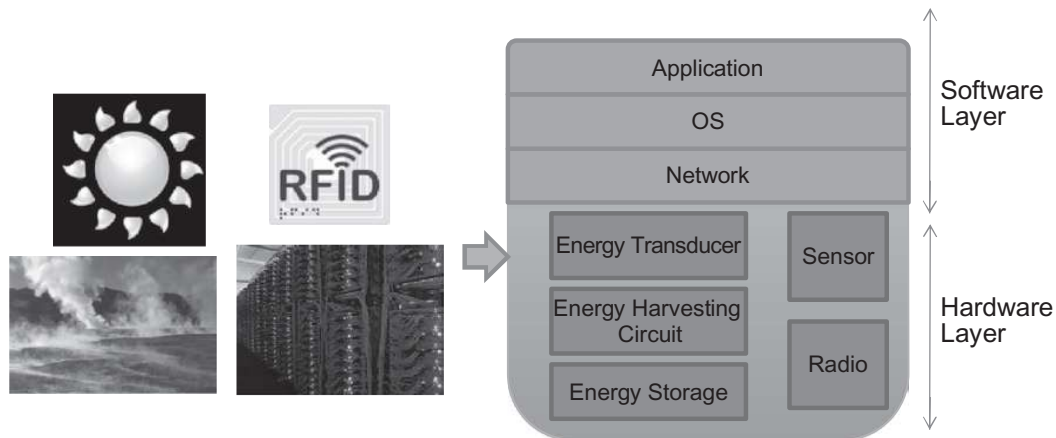 RFID
Application
OS
Network
Software
Layer
Energy Transducer
Energy Harvesting
Circuit
Energy Storage
Sensor
Radio
Hardware
Layer